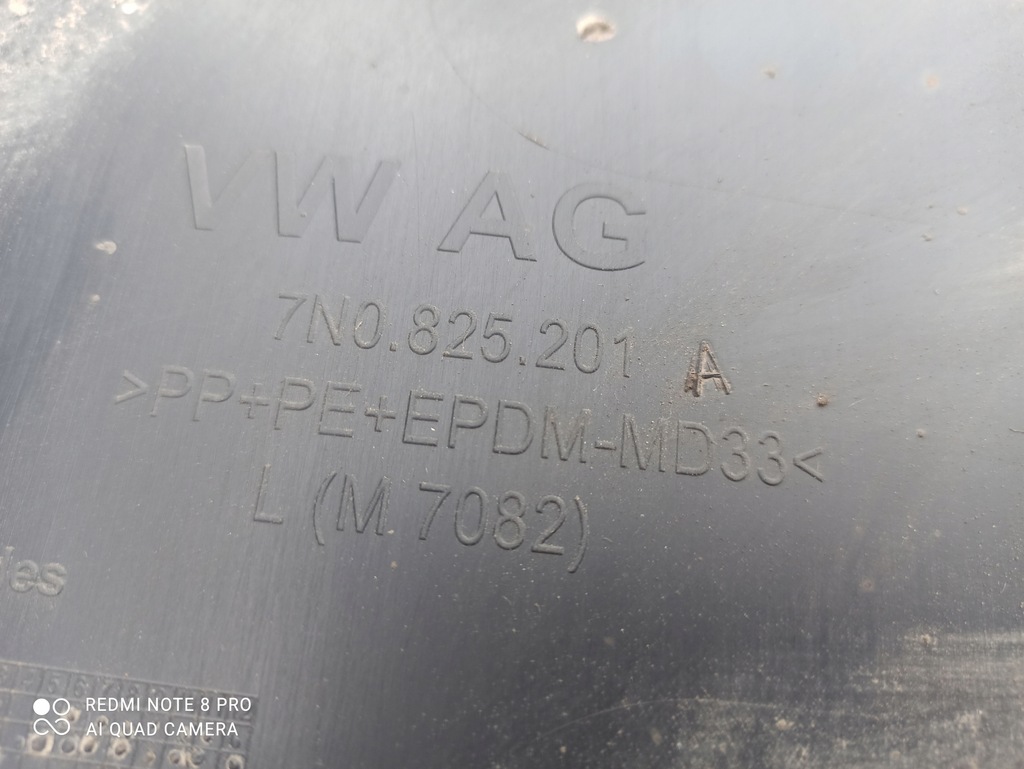 VW AG
7N0.825.201 A
>PP+PE+EPDM-MD33<
L (M 7082)
REDMI NOTE 8 PRO
AI QUAD CAMERA